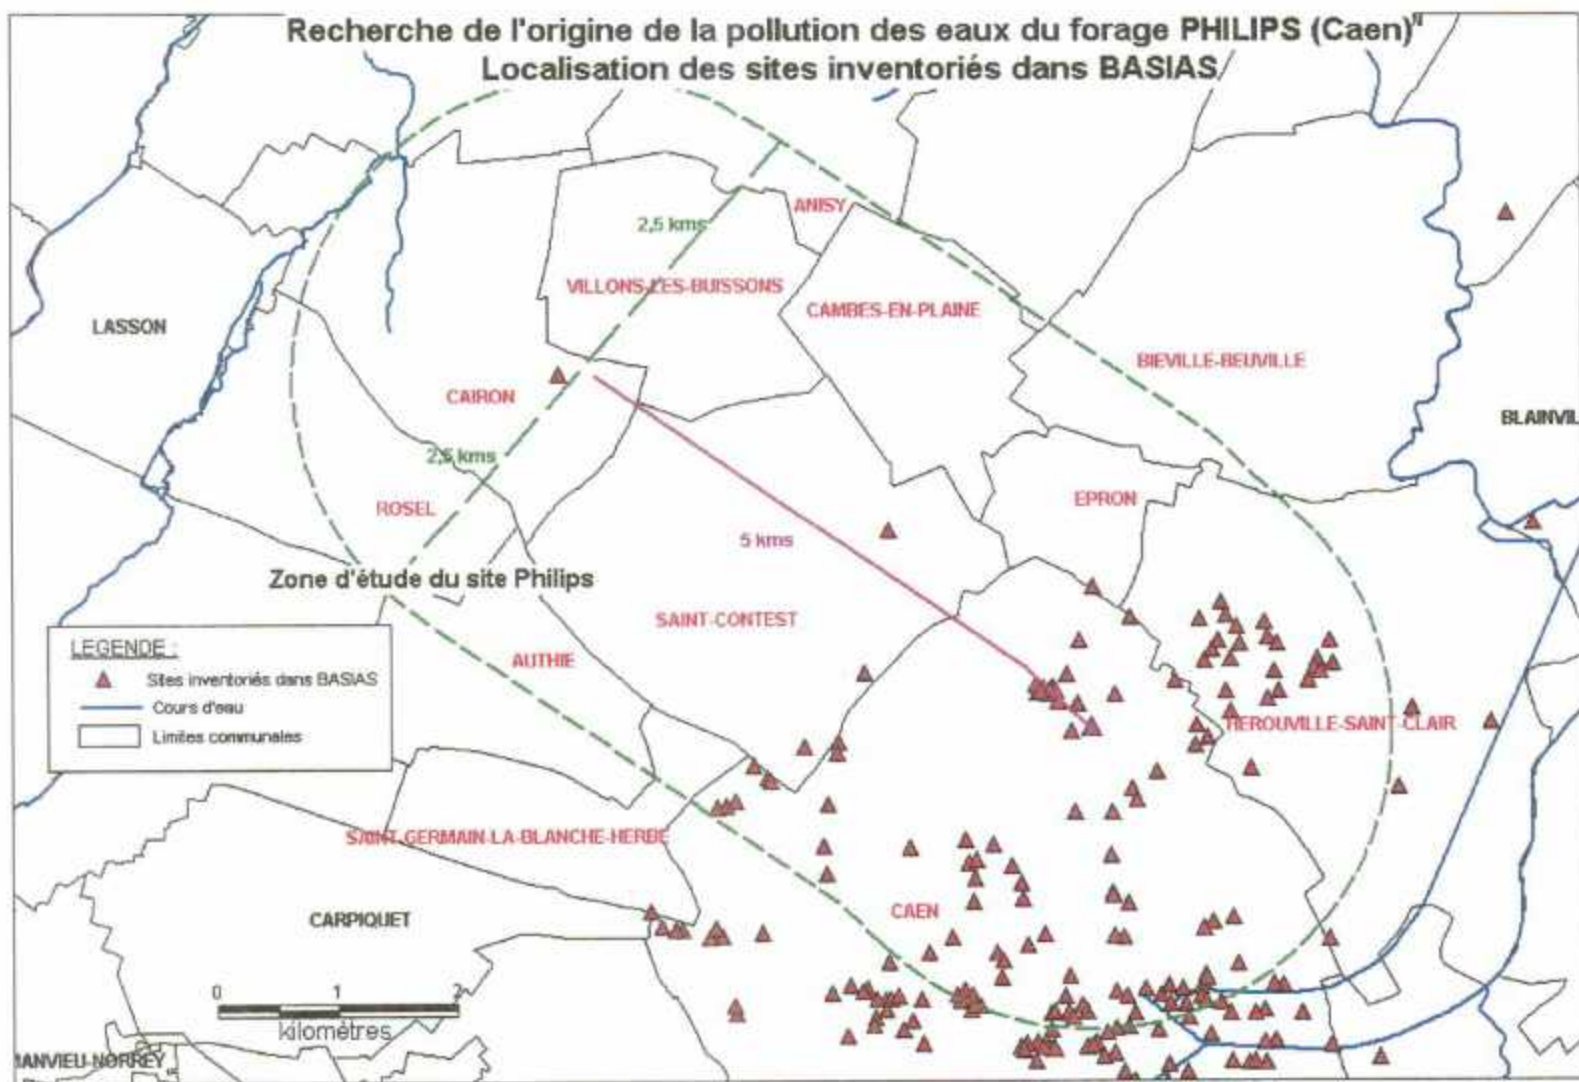 Recherche de l'origine de la pollution des eaux du forage PHILIPS (Caen)
Localisation des sites inventoriés dans BASIAS
ANISY
2,5 kms
VILLONS-LES-BUISSONS
CAMBES-EN-PLAINE
LASSON
BIEVILLE-BEUVILLE
CAIRON
BLAINVIL
2,5 kms
ROSEL
EPRON
5 kms
Zone d'étude du site Philips
SAINT-CONTEST
LEGENDE :
Sites inventoriés dans BASIAS
Cours d'eau
Limites communales
AUTHIE
HEROUVILLE-SAINT-CLAIR
SAINT-GERMAIN-LA-BLANCHE-HERBE
CAEN
CARPIQUET
0 1 2
kilomètres
MANVIEU-NORREY